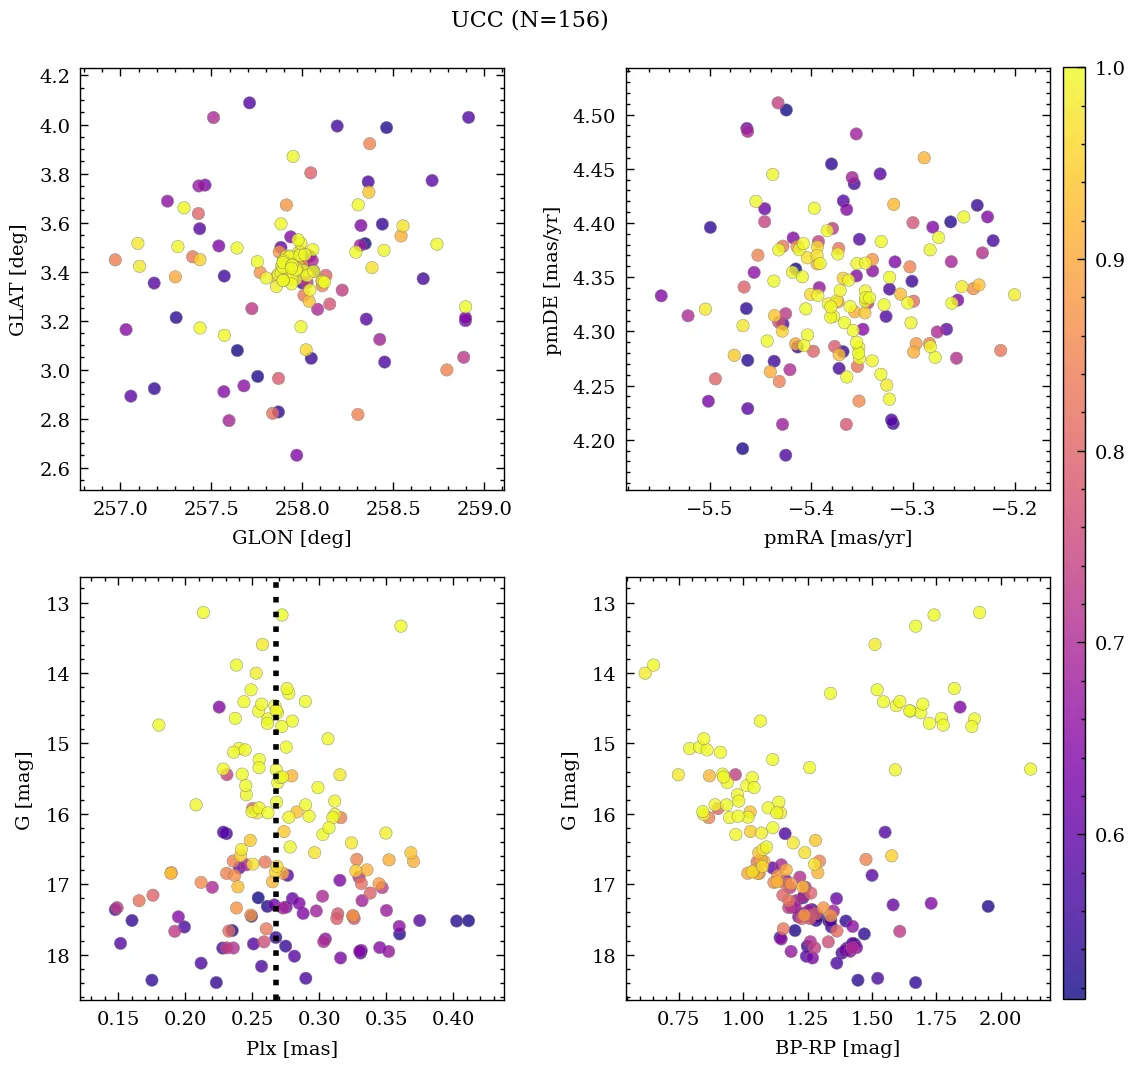 UCC (N=156)
4.2
4.0
3.8
3.6
3.4
3.2
3.0
2.8
2.6
GLAT [deg]
257.0 257.5 258.0 258.5 259.0
GLON [deg]
4.50
4.45
4.40
4.35
4.30
4.25
4.20
pmDE [mas/yr]
−5.5 −5.4 −5.3 −5.2
pmRA [mas/yr]
1.0
0.9
0.8
0.7
0.6
13
14
15
16
17
18
G [mag]
0.15 0.20 0.25 0.30 0.35 0.40
Plx [mas]
13
14
15
16
17
18
G [mag]
0.75 1.00 1.25 1.50 1.75 2.00
BP-RP [mag]